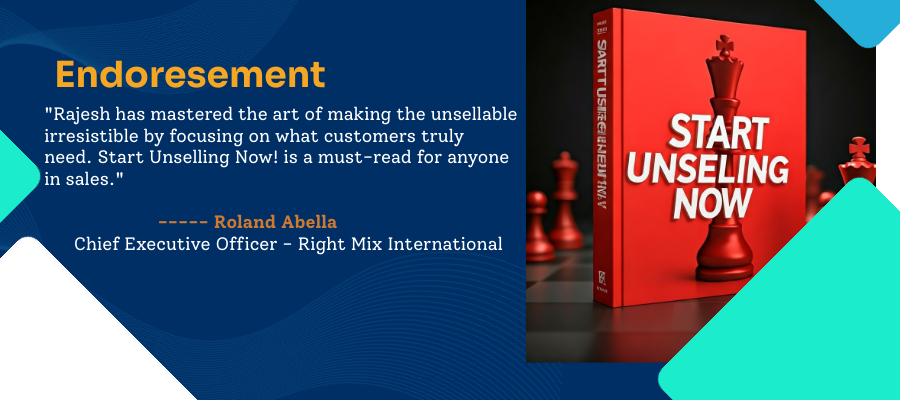 Endoresement
"Rajesh has mastered the art of making the unsellable
irresistible by focusing on what customers truly
need. Start Unselling Now! is a must-read for anyone
in sales."
----- Roland Abella
Chief Executive Officer - Right Mix International
START
UNSELING
NOW